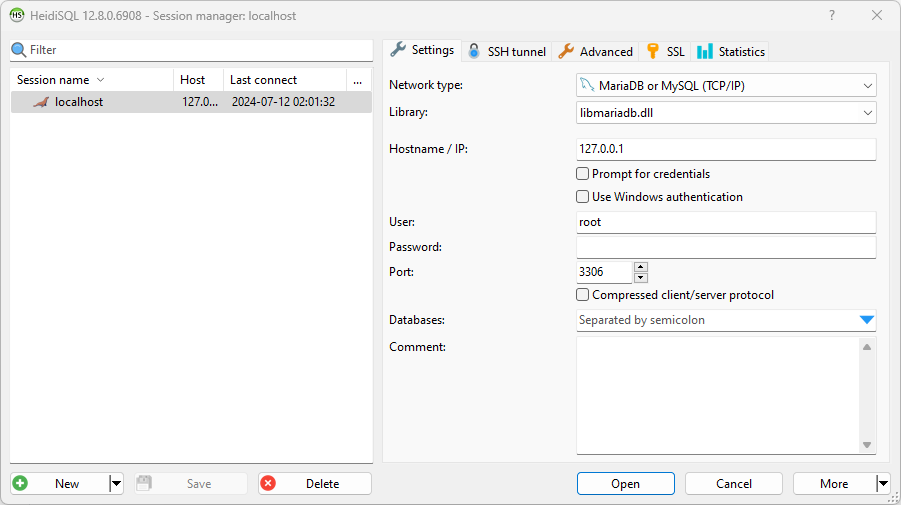 HS HeidiSQL 12.8.0.6908 - Session manager: localhost ?
Filter
Session name Host Last connect ...
localhost 127.0... 2024-07-12 02:01:32
Settings SSH tunnel Advanced SSL Statistics
Network type: MariaDB or MySQL (TCP/IP)
Library: libmariadb.dll
Hostname / IP: 127.0.0.1
Prompt for credentials
Use Windows authentication
User: root
Password:
Port: 3306
Compressed client/server protocol
Databases: Separated by semicolon
Comment:
New Save Delete Open Cancel More